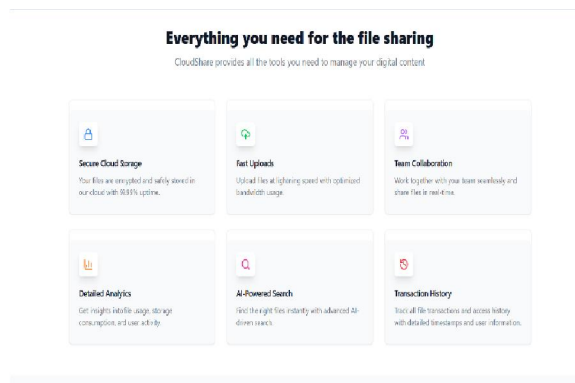 Everything you need for the file sharing
CloudShare provides all the tools you need to manage your digital content
Secure Cloud Storage
Your files are encrypted and safely stored in
our cloud with 99.99% uptime.
Fast Uploads
Upload files at lightening speed with optimized
bandwidth usage.
Team Collaboration
Work together with your team seamlessly and
share files in real-time.
Detailed Analytics
Get insights into file usage, storage
consumption, and user activity.
AI-Powered Search
Find the right files instantly with advanced AI-
driven search.
Transaction History
Track all file transactions and access history
with detailed timestamps and user information.